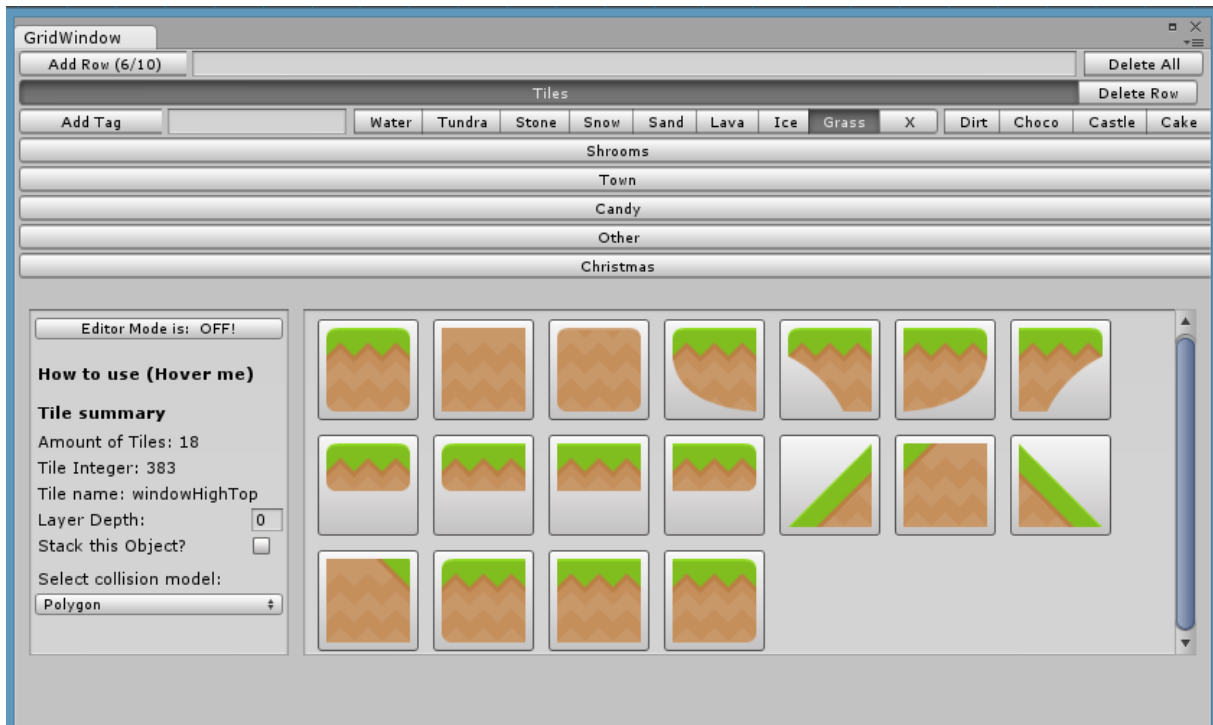 GridWindow
Add Row (6/10) Delete All
Tiles Delete Row
Add Tag Water Tundra Stone Snow Sand Lava Ice Grass X Dirt Choco Castle Cake
Shrooms
Town
Candy
Other
Christmas
Editor Mode is: OFF!
How to use (Hover me)
Tile summary
Amount of Tiles: 18
Tile Integer: 383
Tile name: windowHighTop
Layer Depth: 0
Stack this Object?
Select collision model:
Polygon